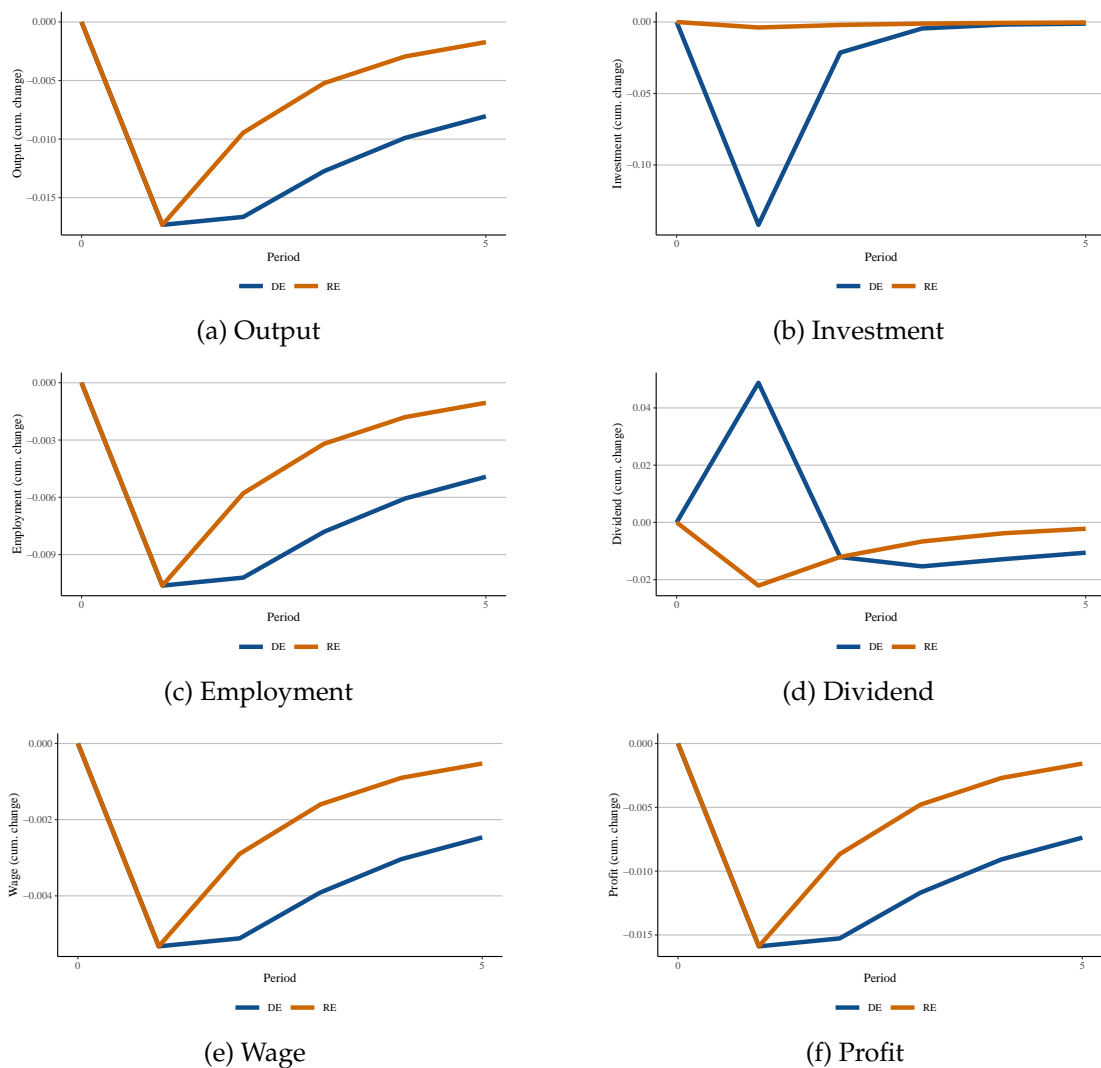 Output (cum. change)
0.000
−0.005
−0.010
−0.015
0
5
Period
DE RE
(a) Output
Investment (cum. change)
0.00
−0.05
−0.10
0
5
Period
DE RE
(b) Investment
Employment (cum. change)
0.000
−0.003
−0.006
−0.009
0
5
Period
DE RE
(c) Employment
Dividend (cum. change)
0.04
0.02
0.00
−0.02
0
5
Period
DE RE
(d) Dividend
Wage (cum. change)
0.000
−0.002
−0.004
0
5
Period
DE RE
(e) Wage
Profit (cum. change)
0.000
−0.005
−0.010
−0.015
0
5
Period
DE RE
(f) Profit